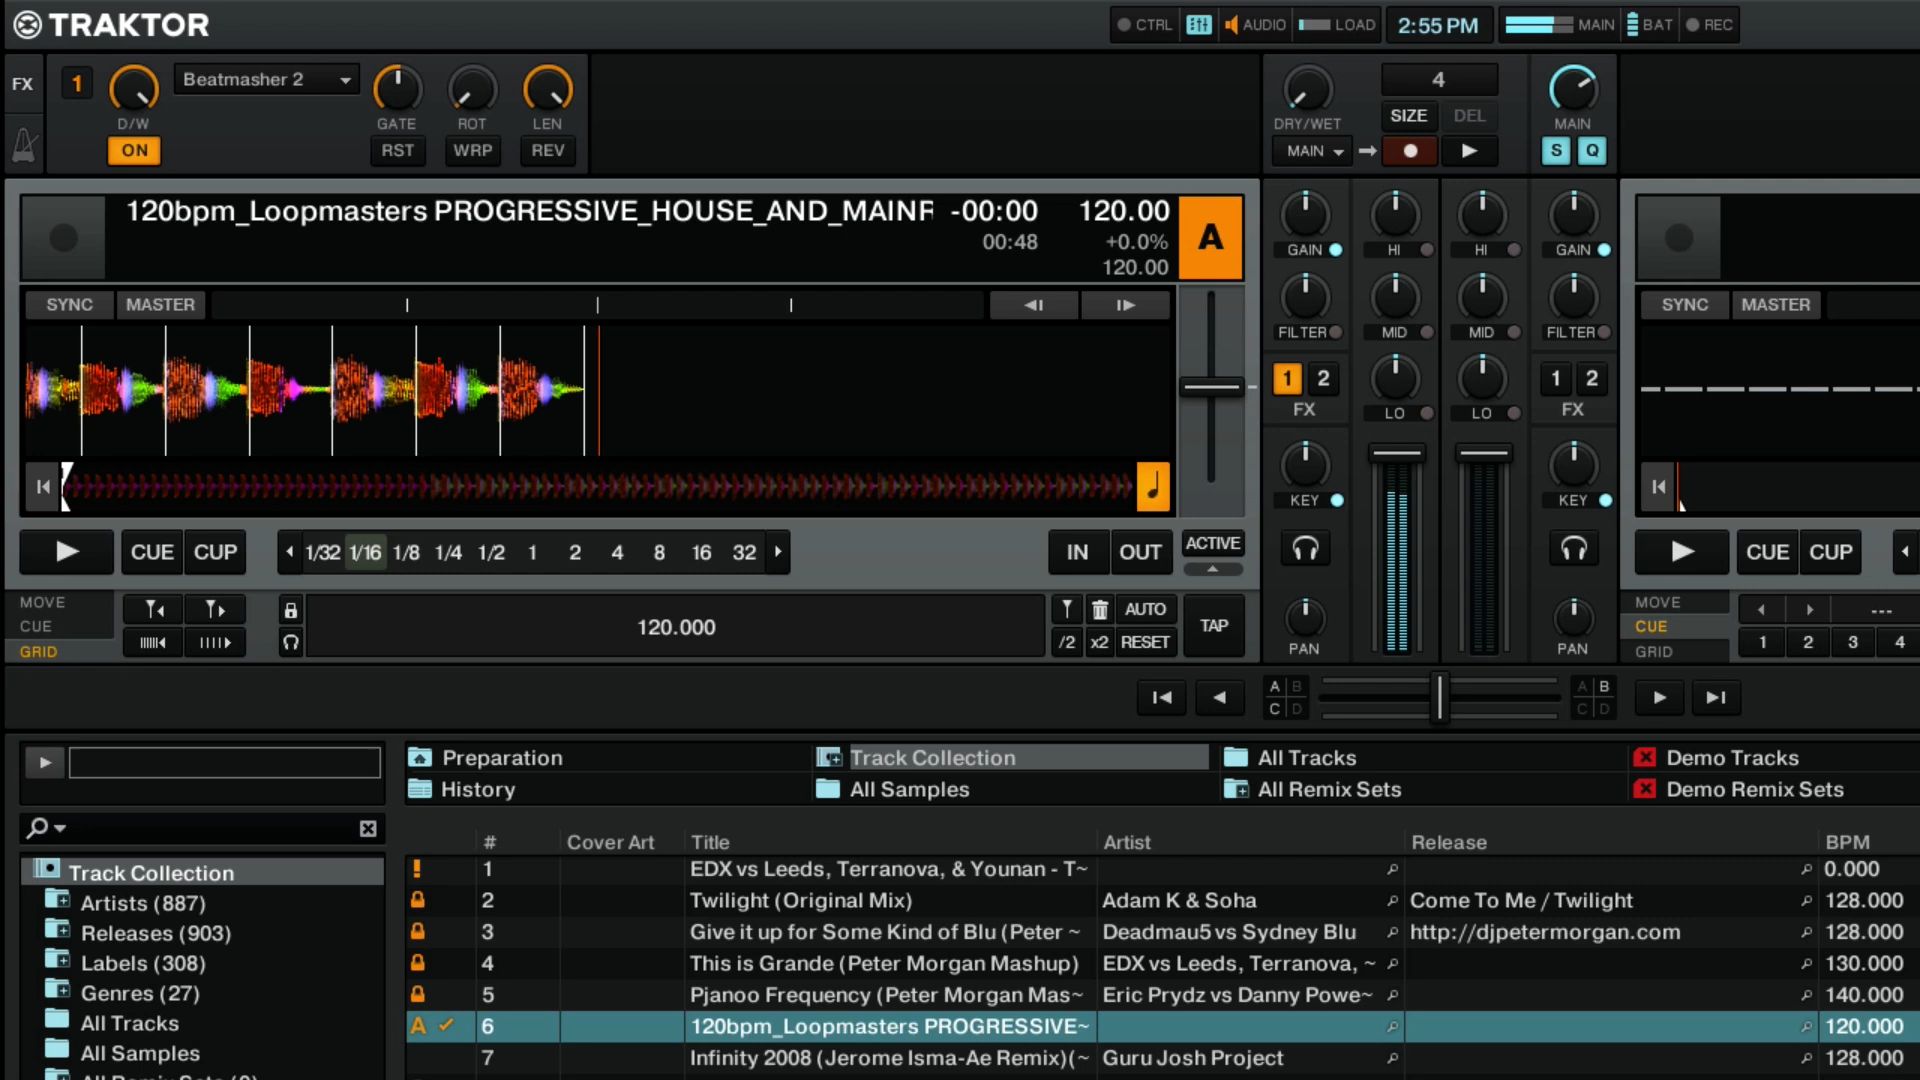 TRAKTOR
CTRL AUDIO LOAD 2:55 PM MAIN BAT REC
FX 1 Beatmasher 2
D/W GATE ROT LEN
ON RST WRP REV
4
DRY/WET SIZE DEL MAIN
MAIN S Q
120bpm_Loopmasters PROGRESSIVE_HOUSE_AND_MAINR -00:00 120.00 A
00:48 +0.0%
120.00
GAIN HI HI GAIN
SYNC MASTER
FILTER MID MID FILTER
SYNC MASTER
1 2 1 2
FX LO LO FX
KEY KEY
CUE CUP 1/32 1/16 1/8 1/4 1/2 1 2 4 8 16 32 IN OUT ACTIVE
CUE CUP
MOVE
CUE
GRID
120.000
AUTO
/2 x2 RESET
TAP
PAN PAN
MOVE
CUE
GRID
---
1 2 3 4
A B
C D
A B
C D
Preparation Track Collection All Tracks Demo Tracks
History All Samples All Remix Sets Demo Remix Sets
Track Collection
Artists (887)
Releases (903)
Labels (308)
Genres (27)
All Tracks
All Samples
# Cover Art Title Artist Release BPM
! 1 EDX vs Leeds, Terranova, & Younan - T~ 0.000
2 Twilight (Original Mix) Adam K & Soha Come To Me / Twilight 128.000
3 Give it up for Some Kind of Blu (Peter ~ Deadmau5 vs Sydney Blu http://djpetermorgan.com 128.000
4 This is Grande (Peter Morgan Mashup) EDX vs Leeds, Terranova, ~ 130.000
5 Pjanoo Frequency (Peter Morgan Mas~ Eric Prydz vs Danny Powe~ 140.000
A 6 120bpm_Loopmasters PROGRESSIVE~ 120.000
7 Infinity 2008 (Jerome Isma-Ae Remix)(~ Guru Josh Project 128.000